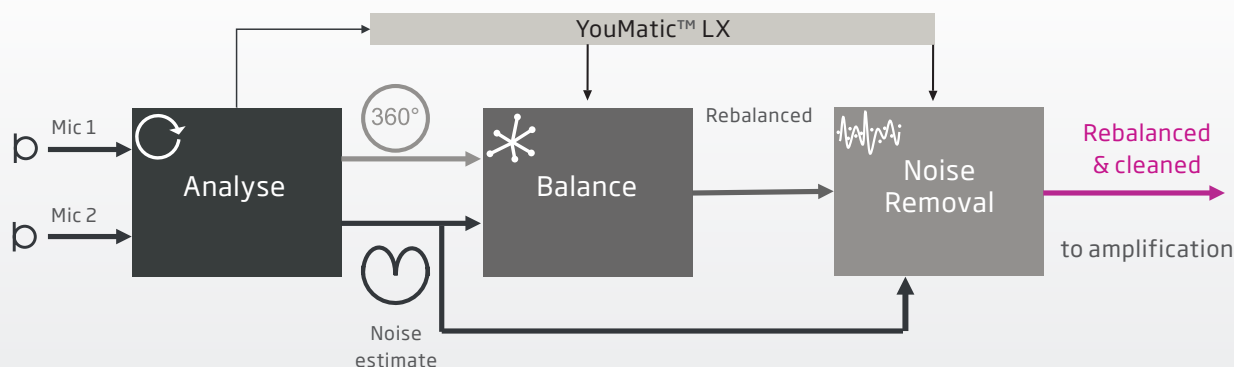 YouMatic™ LX
Mic 1
360°
Rebalanced
Analyse
Balance
Noise
Removal
Rebalanced
& cleaned
Mic 2
to amplification
Noise
estimate